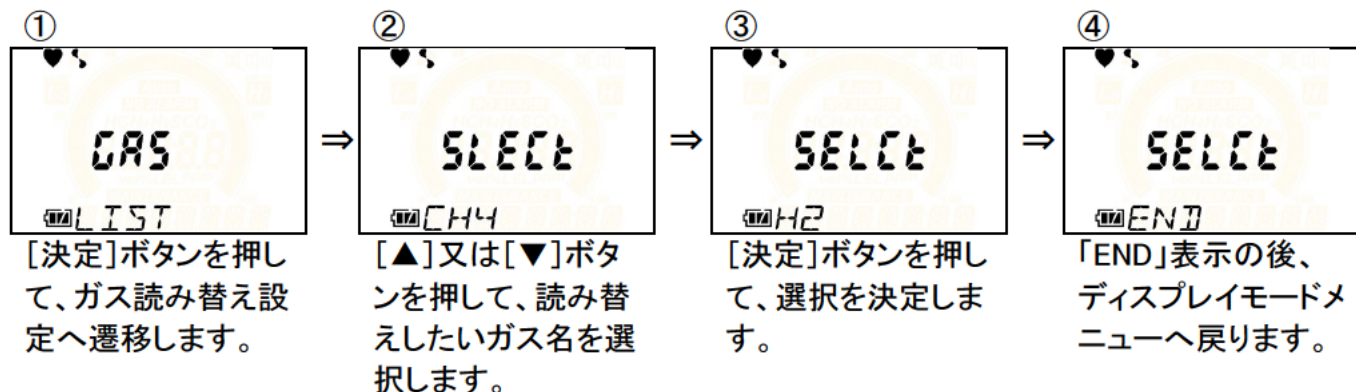 ①
GAS
LIST
[決定]ボタンを押し
て、ガス読み替え設
定へ遷移します。
⇒
②
SLECt
CH4
[▲]又は[▼]ボタ
ンを押して、読み替
えしたいガス名を選
択します。
⇒
③
SELCt
H2
[決定]ボタンを押し
て、選択を決定しま
す。
⇒
④
SELCt
END
「END」表示の後、
ディスプレイモードメ
ニューへ戻ります。